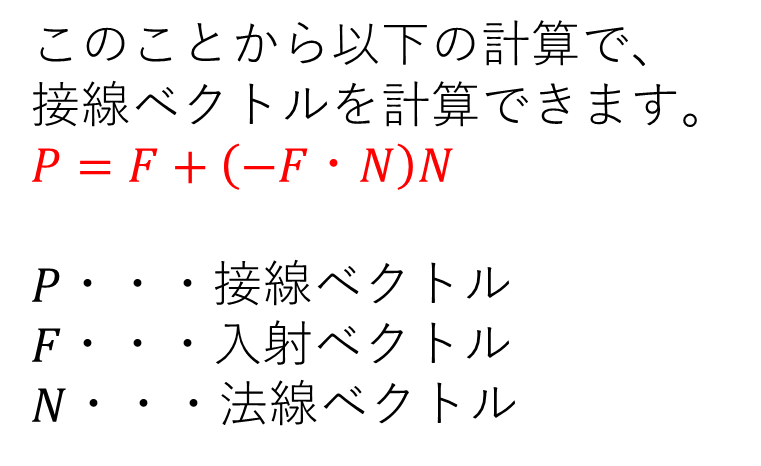 このことから以下の計算で、
接線ベクトルを計算できます。
P = F + (−F・N)N
P・・・接線ベクトル
F・・・入射ベクトル
N・・・法線ベクトル